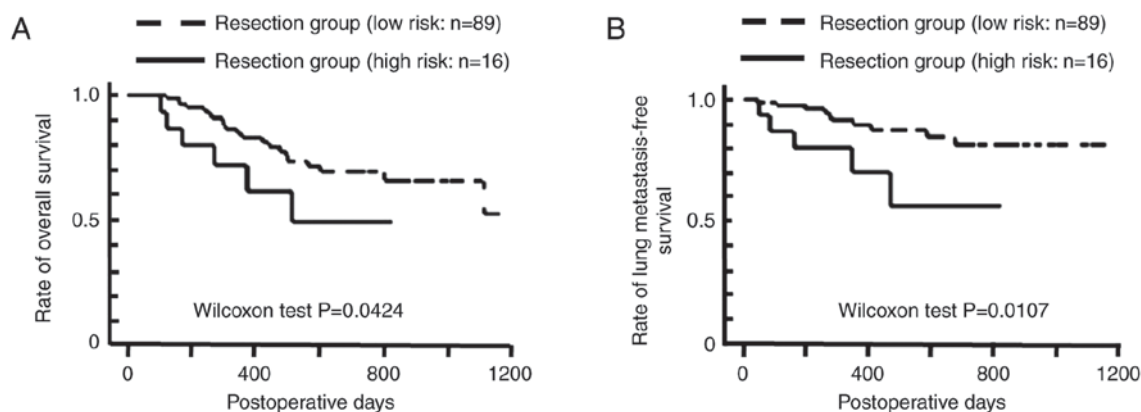 A
Resection group (low risk: n=89)
Resection group (high risk: n=16)
1.0
0.5
0
Rate of overall survival
Wilcoxon test P=0.0424
0 400 800 1200
Postoperative days
B
Resection group (low risk: n=89)
Resection group (high risk: n=16)
1.0
0.5
0
Rate of lung metastasis-free
survival
Wilcoxon test P=0.0107
0 400 800 1200
Postoperative days